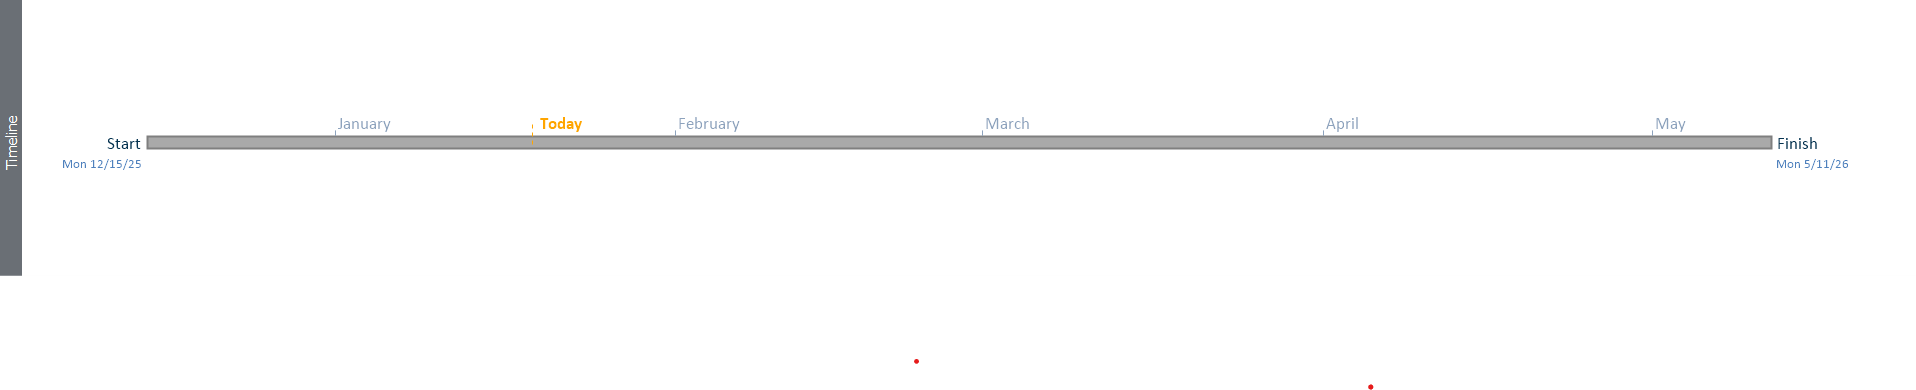 Timeline
January
Today
February
March
April
May
Start
Finish
Mon 12/15/25
Mon 5/11/26